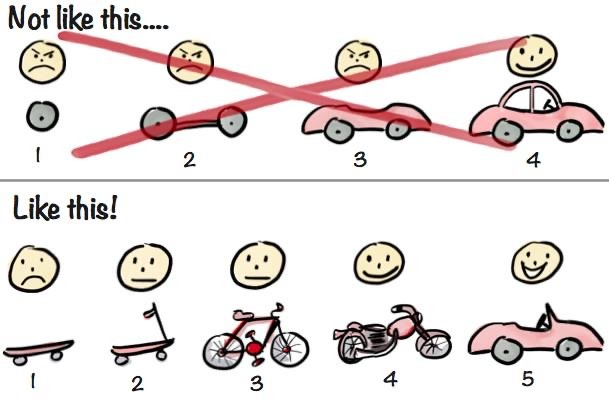 Not like this....
1 2 3 4
Like this!
1 2 3 4 5